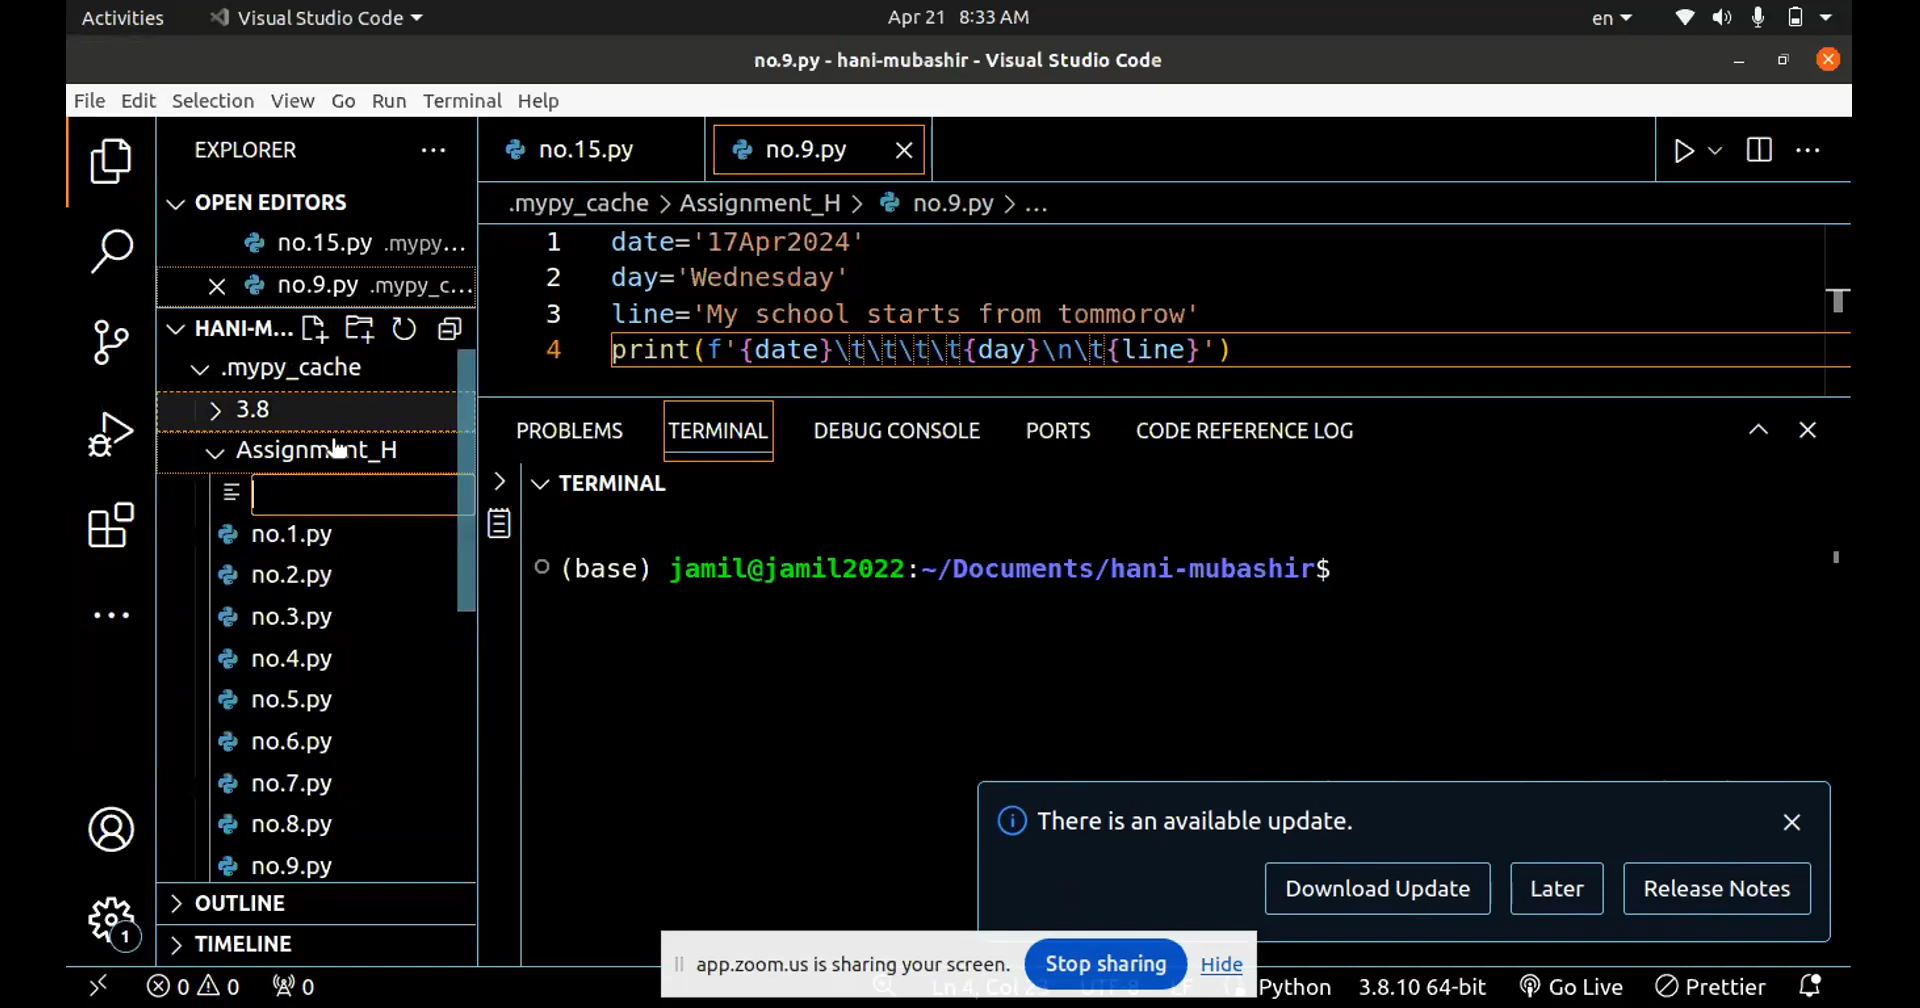 Activities Visual Studio Code Apr 21 8:33 AM en
no.9.py - hani-mubashir - Visual Studio Code
File Edit Selection View Go Run Terminal Help
EXPLORER
OPEN EDITORS
no.15.py .mypy...
no.9.py .mypy_c...
HANI-M...
.mypy_cache
3.8
Assignment_H
no.1.py
no.2.py
no.3.py
no.4.py
no.5.py
no.6.py
no.7.py
no.8.py
no.9.py
OUTLINE
TIMELINE
no.15.py no.9.py
.mypy_cache > Assignment_H > no.9.py > ...
1 date='17Apr2024'
2 day='Wednesday'
3 line='My school starts from tommorow'
4 print(f'{date}\t\t\t\t{day}\n\t{line}')
PROBLEMS TERMINAL DEBUG CONSOLE PORTS CODE REFERENCE LOG
TERMINAL
(base) jamil@jamil2022:~/Documents/hani-mubashir$
There is an available update.
Download Update Later Release Notes
app.zoom.us is sharing your screen. Stop sharing Hide
1
0 0 0 Python 3.8.10 64-bit Go Live Prettier